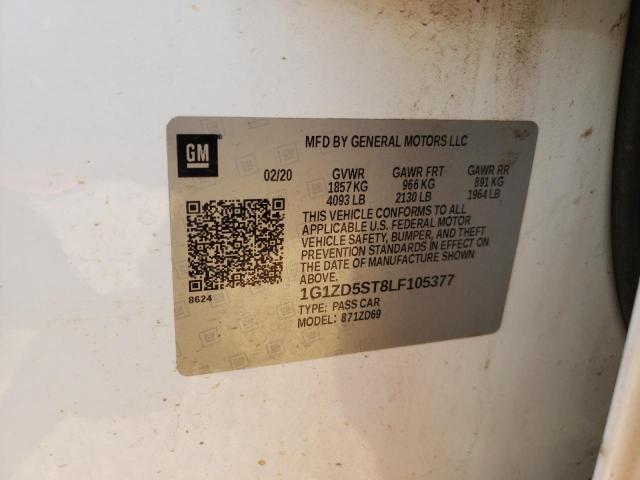 GM
MFD BY GENERAL MOTORS LLC
02/20 GVWR GAWR FRT GAWR RR
1857 KG 966 KG 891 KG
4093 LB 2130 LB 1964 LB
THIS VEHICLE CONFORMS TO ALL
APPLICABLE U.S. FEDERAL MOTOR
VEHICLE SAFETY, BUMPER, AND THEFT
PREVENTION STANDARDS IN EFFECT ON
THE DATE OF MANUFACTURE SHOWN
ABOVE.
8624
1G1ZD5ST8LF105377
TYPE: PASS CAR
MODEL: 871ZD69